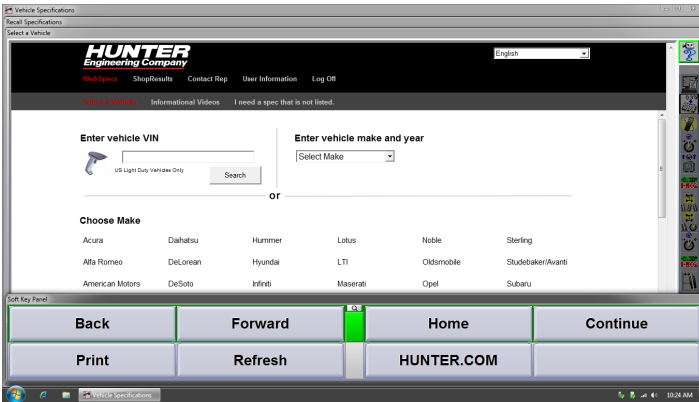 Vehicle Specifications
Recall Specifications
Select a Vehicle
HUNTER
Engineering Company
English
WebSpecs ShopResults Contact Rep User Information Log Off
Informational Videos I need a spec that is not listed.
Enter vehicle VIN
Enter vehicle make and year
Select Make
US Light Duty Vehicles Only
Search
or
Choose Make
Acura Daihatsu Hummer Lotus Noble Sterling
Alfa Romeo DeLorean Hyundai LTI Oldsmobile Studebaker/Avanti
American Motors DeSoto Infiniti Maserati Opel Subaru
Soft Key Panel
Back Forward Home Continue
Print Refresh HUNTER.COM
Vehicle Specifications
10:24 AM